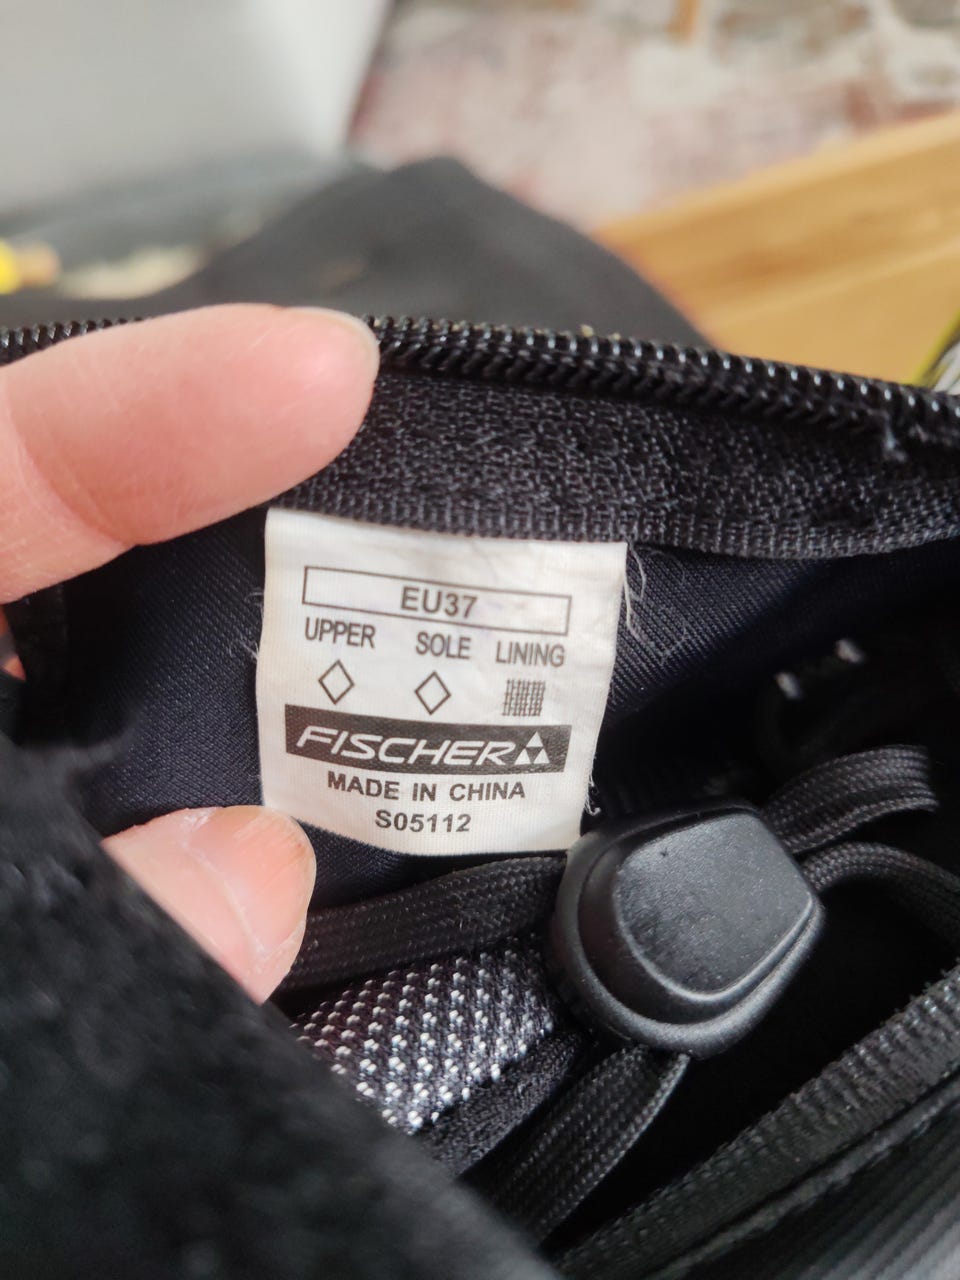 EU37
UPPER SOLE LINING
FISCHER
MADE IN CHINA
S05112